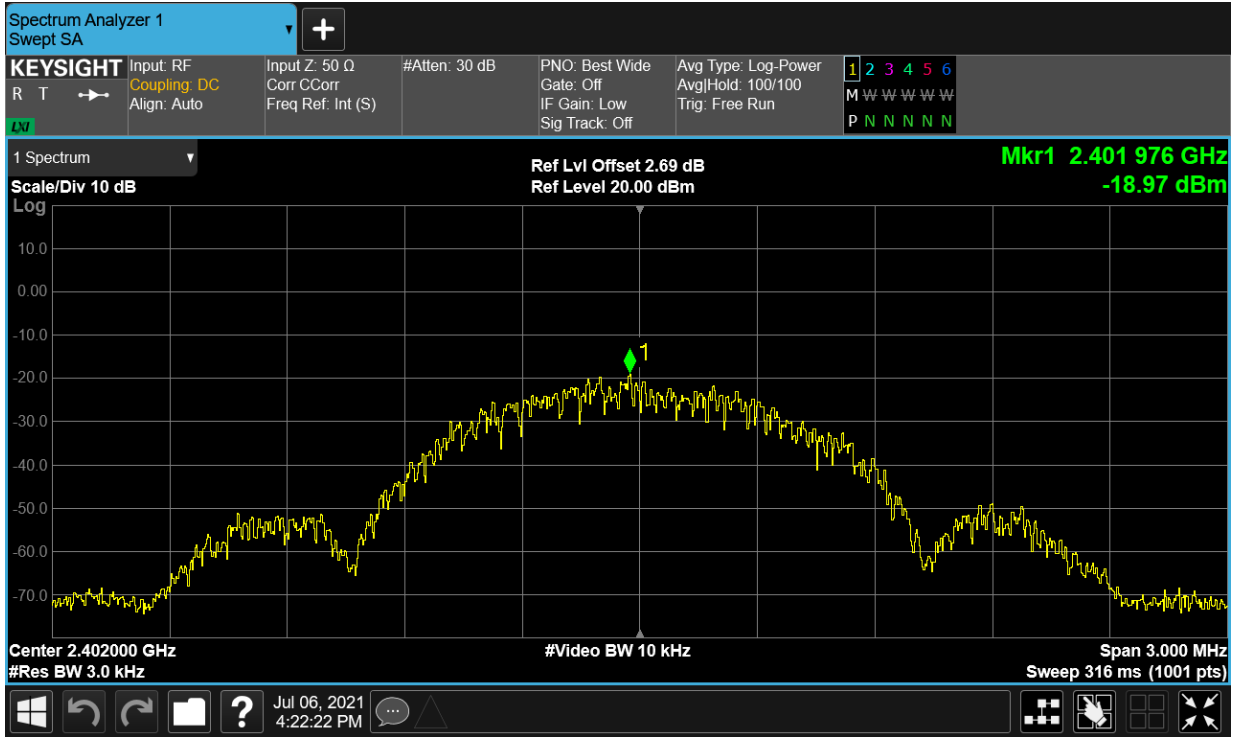 Spectrum Analyzer 1
Swept SA
KEYSIGHT
R T
LXI
Input: RF
Coupling: DC
Align: Auto
Input Z: 50 Ω
Corr CCorr
Freq Ref: Int (S)
#Atten: 30 dB
PNO: Best Wide
Gate: Off
IF Gain: Low
Sig Track: Off
Avg Type: Log-Power
Avg|Hold: 100/100
Trig: Free Run
1 2 3 4 5 6
M W W W W W
P N N N N N
1 Spectrum
Scale/Div 10 dB
Log
Ref Lvl Offset 2.69 dB
Ref Level 20.00 dBm
Mkr1 2.401 976 GHz
-18.97 dBm
10.0
0.00
-10.0
1
-20.0
-30.0
-40.0
-50.0
-60.0
-70.0
Center 2.402000 GHz
#Res BW 3.0 kHz
#Video BW 10 kHz
Span 3.000 MHz
Sweep 316 ms (1001 pts)
?
Jul 06, 2021
4:22:22 PM